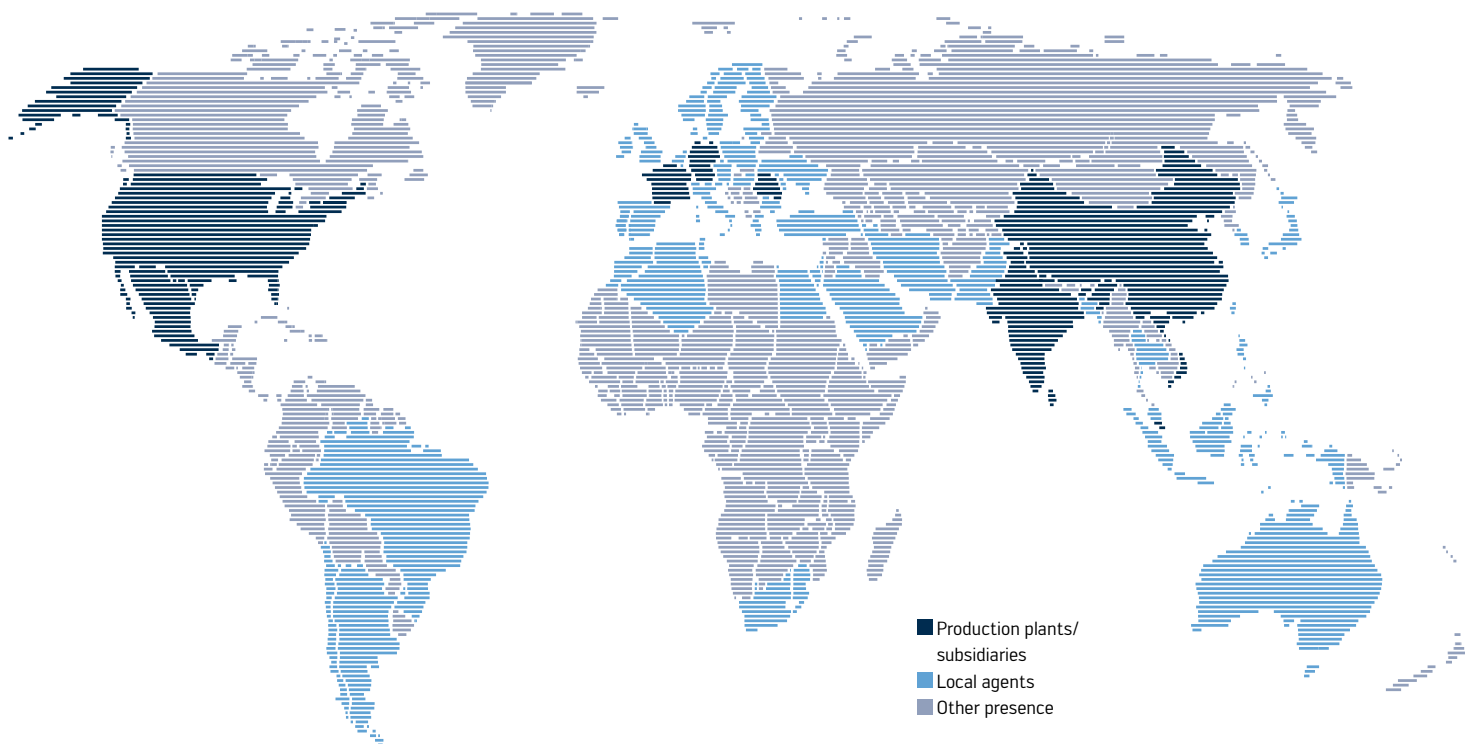 Production plants/
subsidiaries
Local agents
Other presence